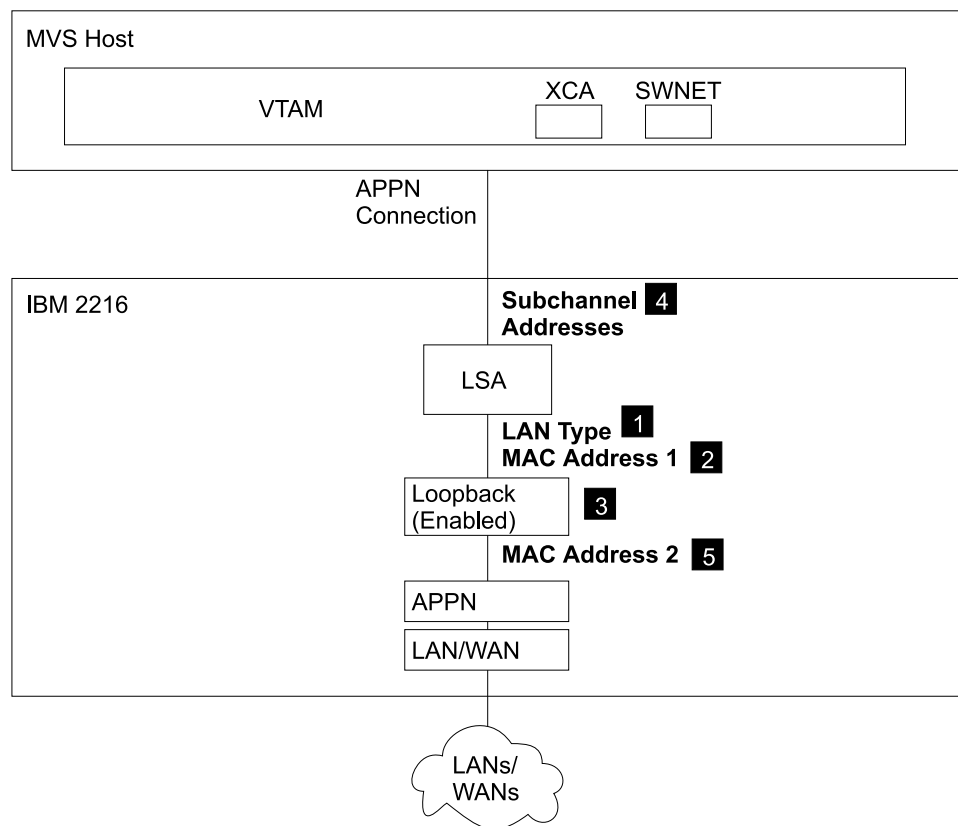 MVS Host
XCA SWNET
VTAM
APPN
Connection
IBM 2216
Subchannel 4
Addresses
LSA
LAN Type 1
MAC Address 1 2
Loopback
(Enabled) 3
MAC Address 2 5
APPN
LAN/WAN
LANs/
WANs